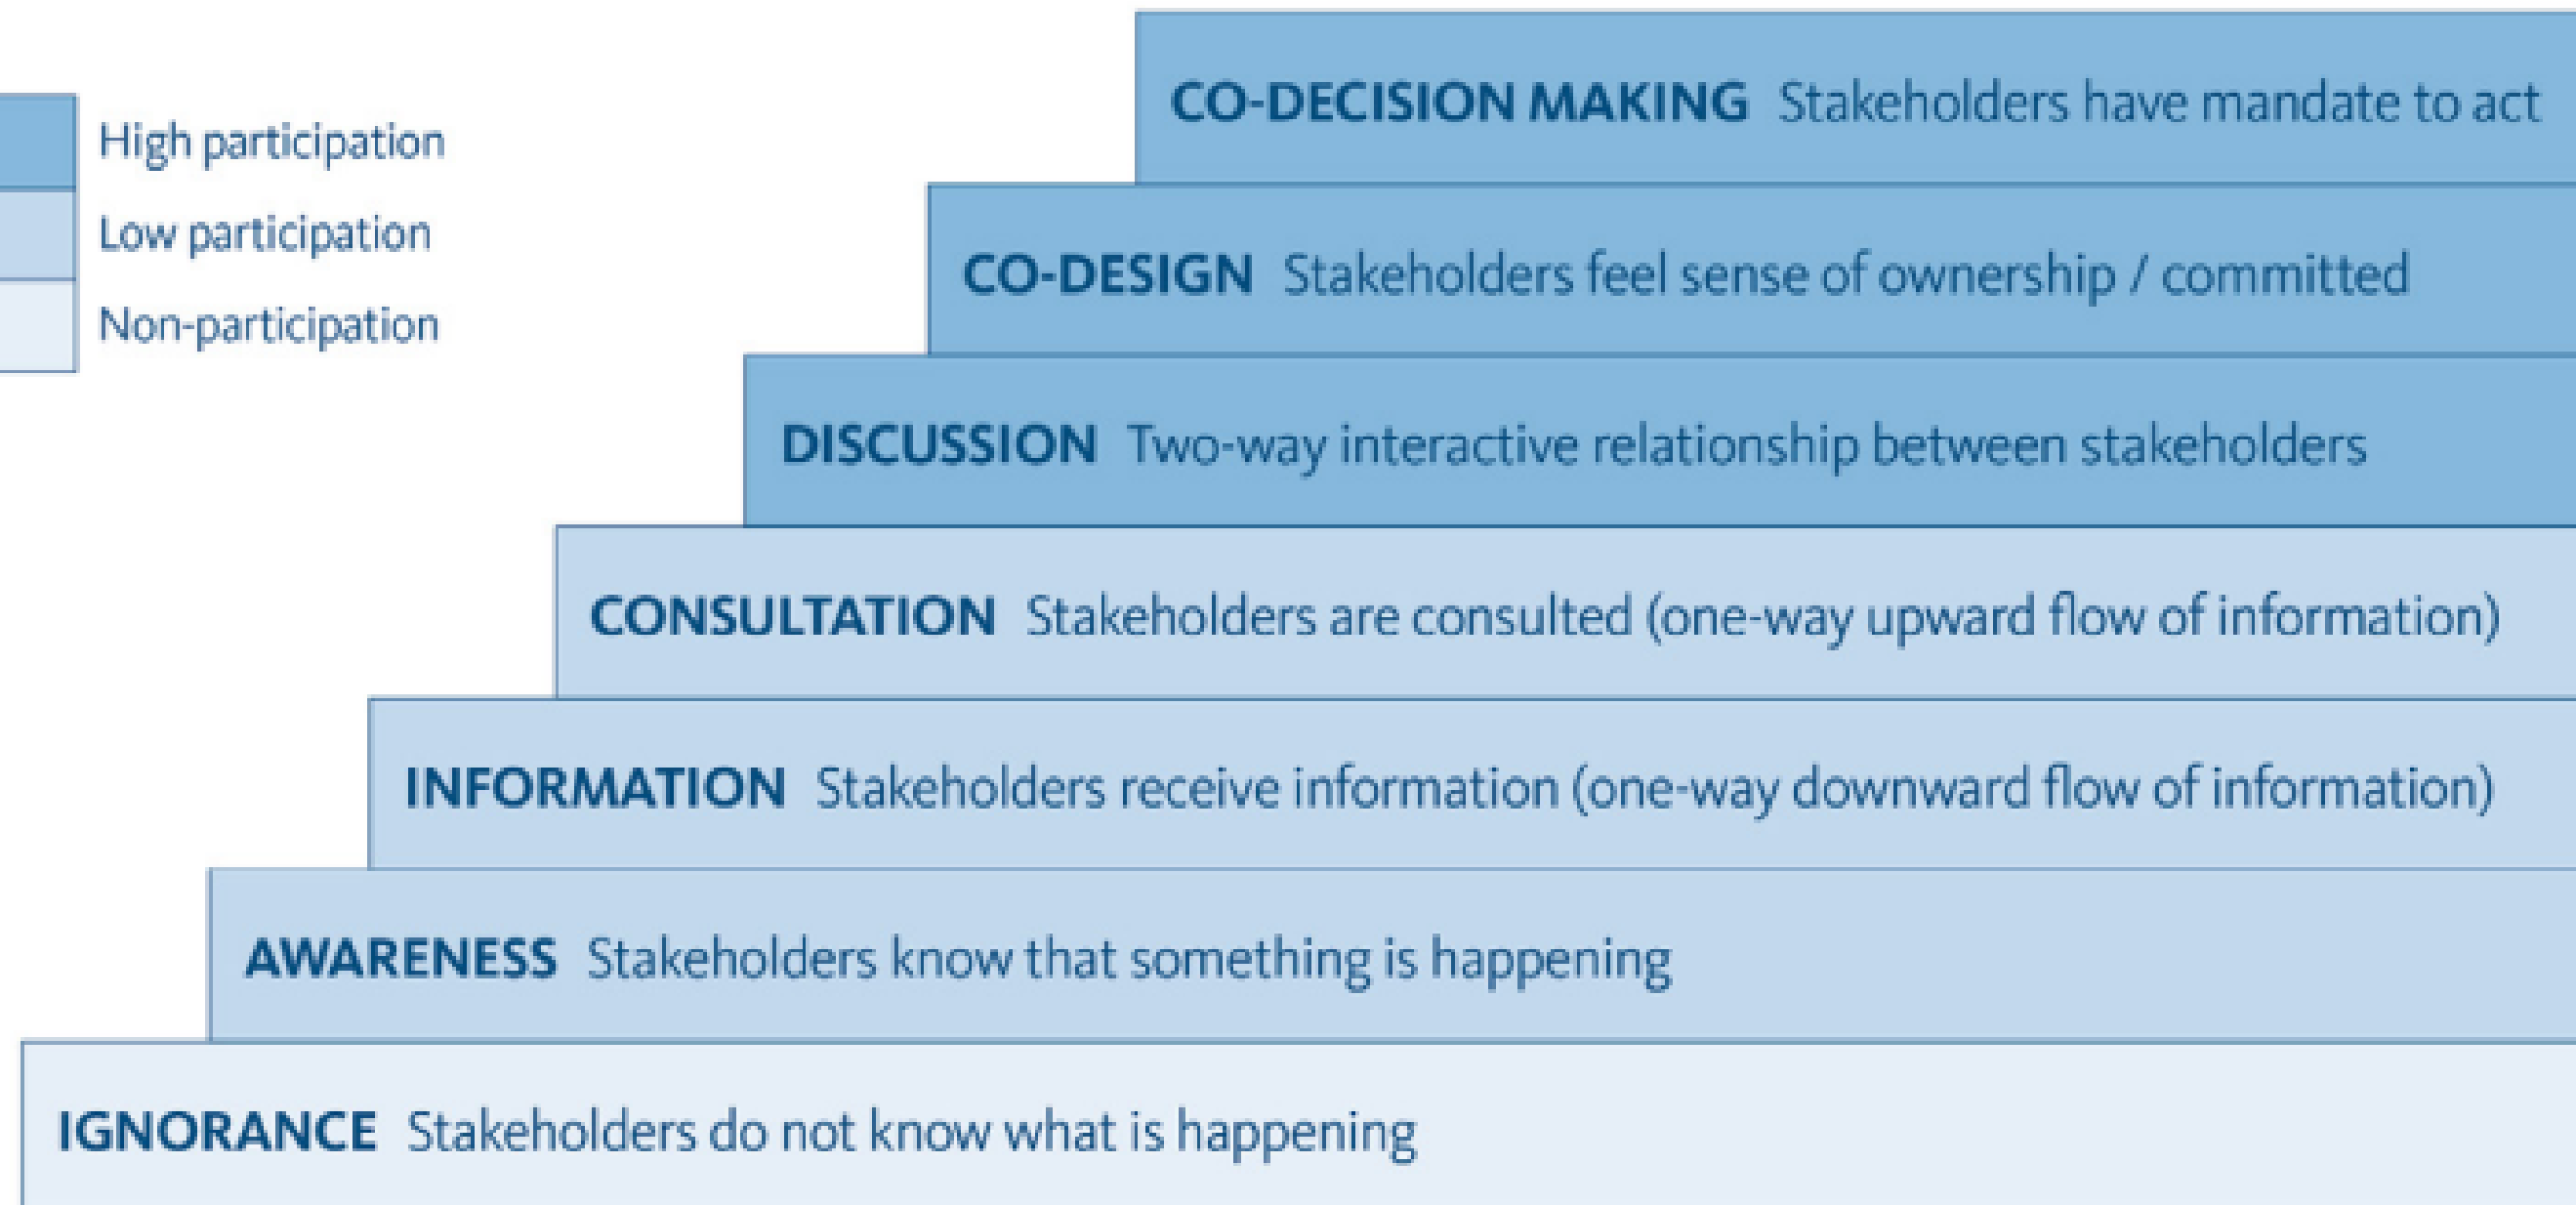 High participation
Low participation
Non-participation
CO-DECISION MAKING Stakeholders have mandate to act
CO-DESIGN Stakeholders feel sense of ownership / committed
DISCUSSION Two-way interactive relationship between stakeholders
CONSULTATION Stakeholders are consulted (one-way upward flow of information)
INFORMATION Stakeholders receive information (one-way downward flow of information)
AWARENESS Stakeholders know that something is happening
IGNORANCE Stakeholders do not know what is happening